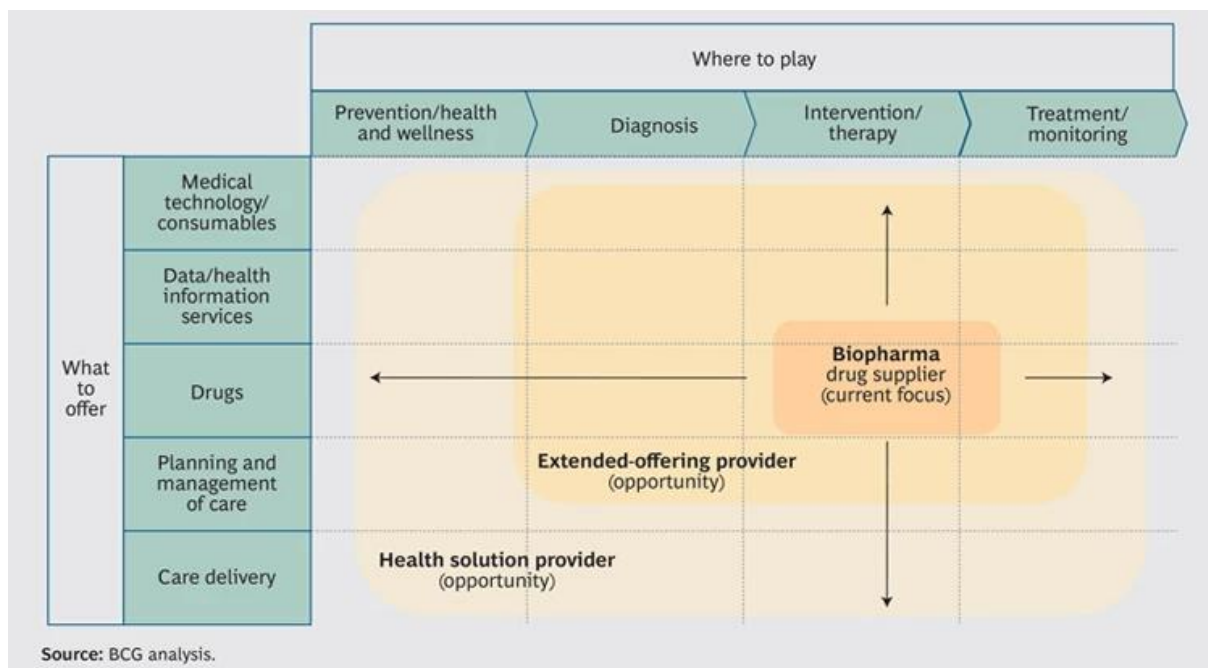 Where to play
Prevention/health
and wellness
Diagnosis
Intervention/
therapy
Treatment/
monitoring
What
to
offer
Medical
technology/
consumables
Data/health
information
services
Drugs
Planning and
management
of care
Care delivery
Biopharma
drug supplier
(current focus)
Extended-offering provider
(opportunity)
Health solution provider
(opportunity)
Source: BCG analysis.